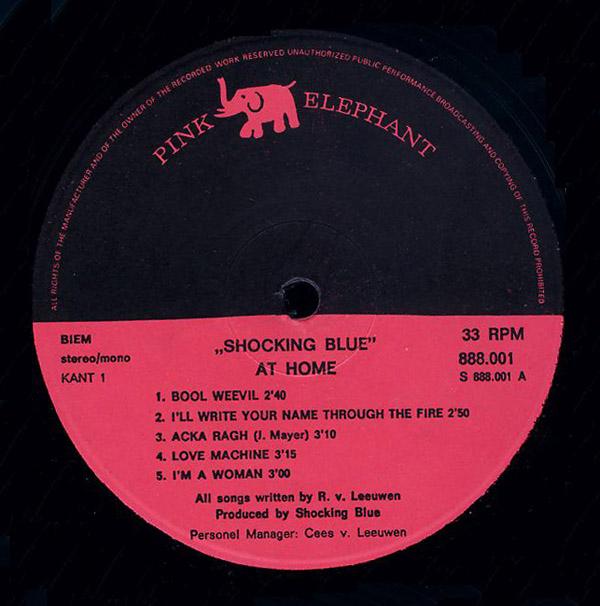 ALL RIGHTS OF THE MANUFACTURER AND OF THE OWNER OF THE RECORDED WORK RESERVED UNAUTHORIZED PUBLIC PERFORMANCE BROADCASTING AND COPYING OF THIS RECORD PROHIBITED
PINK ELEPHANT
BIEM
stereo/mono
KANT 1
„SHOCKING BLUE”
AT HOME
33 RPM
888.001
S 888.001 A
1. BOOL WEEVIL 2'40
2. I'LL WRITE YOUR NAME THROUGH THE FIRE 2'50
3. ACKA RAGH (J. Mayer) 3'10
4. LOVE MACHINE 3'15
5. I'M A WOMAN 3'00
All songs written by R. v. Leeuwen
Produced by Shocking Blue
Personel Manager: Cees v. Leeuwen